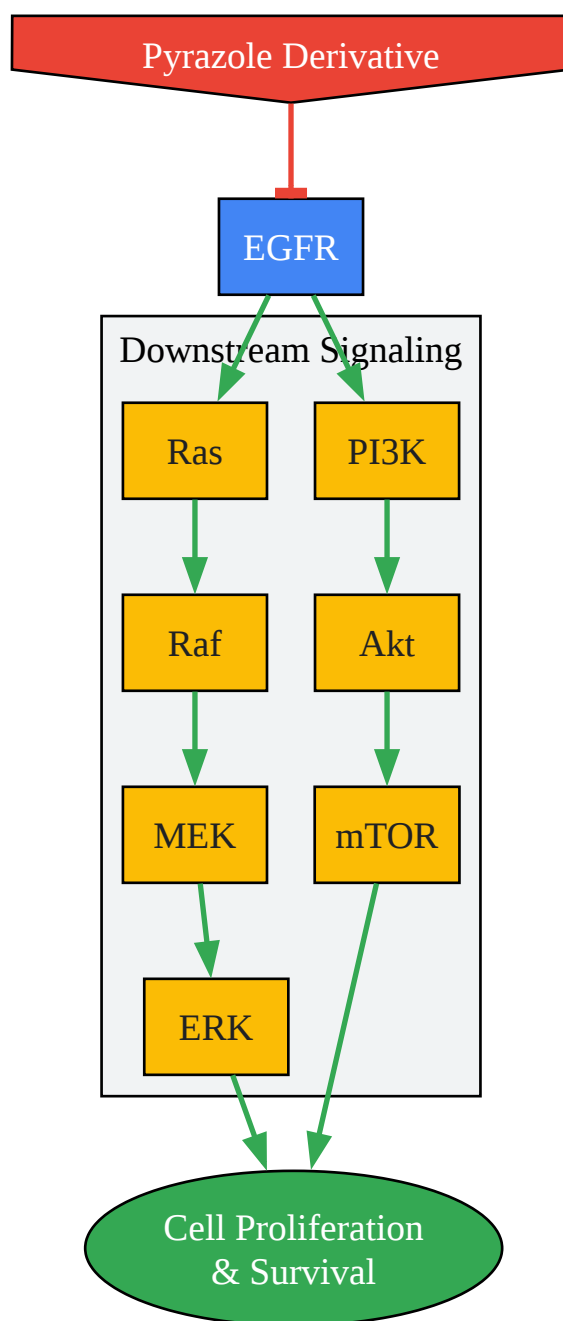 Pyrazole Derivative
EGFR
Downstream Signaling
Ras
PI3K
Raf
Akt
MEK
mTOR
ERK
Cell Proliferation
& Survival